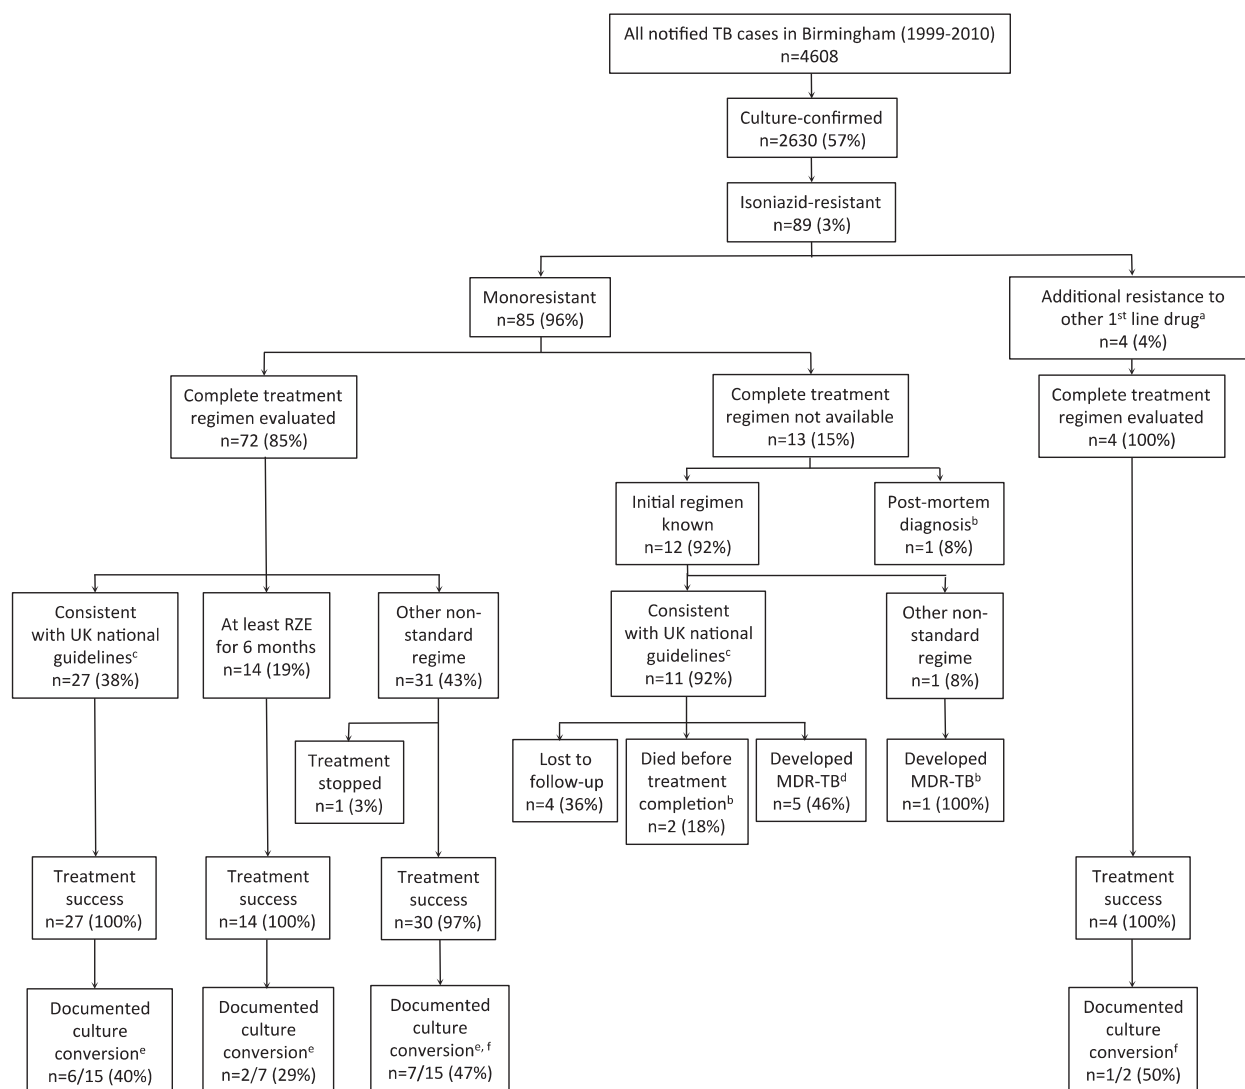 All notified TB cases in Birmingham (1999-2010)
n=4608
Culture-confirmed
n=2630 (57%)
Isoniazid-resistant
n=89 (3%)
Monoresistant
n=85 (96%)
Additional resistance to
other 1st line drugᵃ
n=4 (4%)
Complete treatment
regimen evaluated
n=72 (85%)
Complete treatment
regimen not available
n=13 (15%)
Complete treatment
regimen evaluated
n=4 (100%)
Initial regimen
known
n=12 (92%)
Post-mortem
diagnosisᵇ
n=1 (8%)
Consistent
with UK national
guidelinesᶜ
n=27 (38%)
At least RZE
for 6 months
n=14 (19%)
Other non-
standard
regime
n=31 (43%)
Consistent
with UK national
guidelinesᶜ
n=11 (92%)
Other non-
standard
regime
n=1 (8%)
Treatment
stopped
n=1 (3%)
Lost to
follow-up
n=4 (36%)
Died before
treatment
completionᵇ
n=2 (18%)
Developed
MDR-TBᵈ
n=5 (46%)
Developed
MDR-TBᵇ
n=1 (100%)
Treatment
success
n=27 (100%)
Treatment
success
n=14 (100%)
Treatment
success
n=30 (97%)
Treatment
success
n=4 (100%)
Documented
culture
conversionᵉ
n=6/15 (40%)
Documented
culture
conversionᵉ
n=2/7 (29%)
Documented
culture
conversionᵉ, ᶠ
n=7/15 (47%)
Documented
culture
conversionᶠ
n=1/2 (50%)